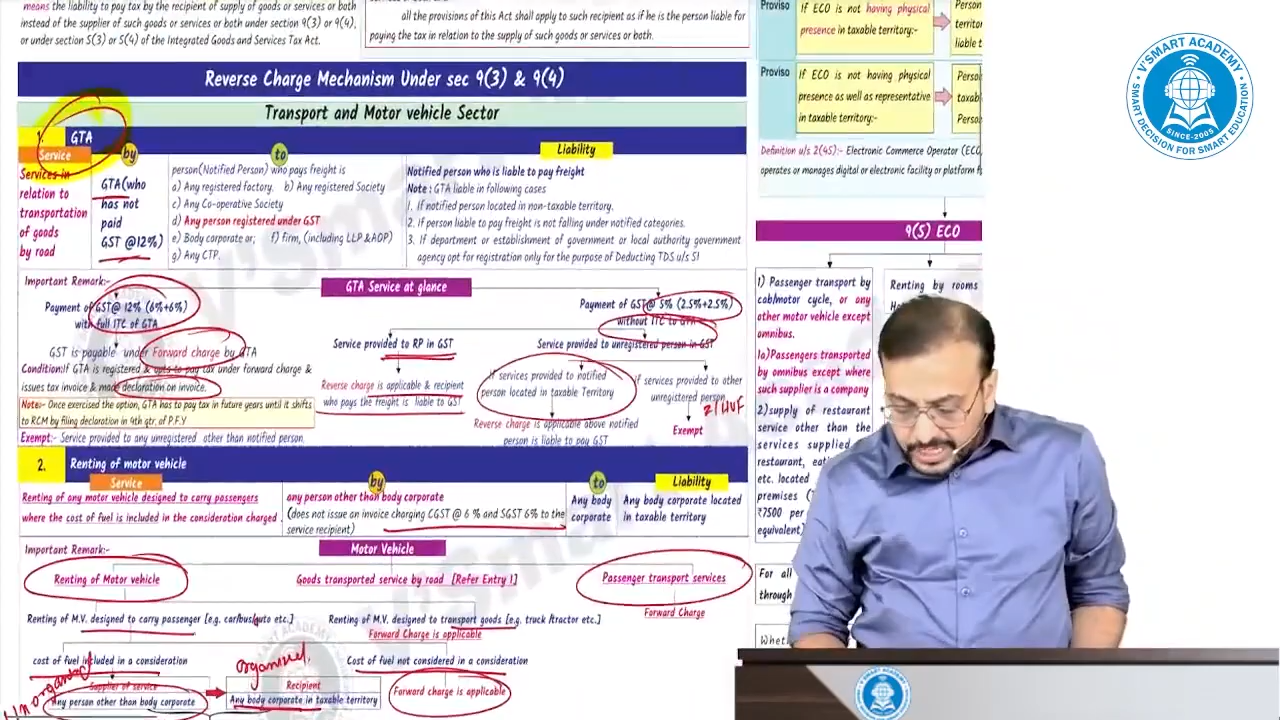 means the liability to pay tax by the recipient of supply of goods or services or both
instead of the supplier of such goods or services or both under section 9(3) or 9(4),
or under section 5(3) or 5(4) of the Integrated Goods and Services Tax Act.
all the provisions of this Act shall apply to such recipient as if he is the person liable for
paying the tax in relation to the supply of such goods or services or both.
Reverse Charge Mechanism Under sec 9(3) & 9(4)
Transport and Motor vehicle Sector
1. GTA
Service
by
to
Liability
Services in
relation to
transportation
of goods
by road
GTA(who
has not
paid
GST @12%)
person(Notified Person) who pays freight is
a) Any registered factory. b) Any registered Society
c) Any Co-operative Society
d) Any person registered under GST
e) Body corporate or; f) firm, (including LLP &AOP)
g) Any CTP.
Notified person who is liable to pay freight
Note : GTA liable in following cases
1. If notified person located in non-taxable territory.
2. If person liable to pay freight is not falling under notified categories.
3. If department or establishment of government or local authority government
agency opt for registration only for the purpose of Deducting TDS u/s 51
Important Remark:-
GTA Service at glance
Payment of GST@ 12% (6%+6%)
with full ITC of GTA
GST is payable under Forward charge by GTA
Condition:If GTA is registered & opts to pay tax under forward charge &
issues tax invoice & made declaration on invoice.
Note:- Once exercised the option, GTA has to pay tax in future years until it shifts
to RCM by filing declaration in 4th qtr. of P.F.Y
Exempt:- Service provided to any unregistered other than notified person.
Payment of GST@ 5% (2.5%+2.5%)
without ITC to GTA
Service provided to RP in GST
Service provided to unregistered person in GST
Reverse charge is applicable & recipient
who pays the freight is liable to GST
If services provided to notified
person located in taxable Territory
Reverse charge is applicable above notified
person is liable to pay GST
if services provided to other
unregistered person
2/HUF
Exempt
2. Renting of motor vehicle
Service
by
to
Liability
Renting of any motor vehicle designed to carry passengers
where the cost of fuel is included in the consideration charged
any person other than body corporate
(does not issue an invoice charging CGST @ 6 % and SGST 6% to the
service recipient)
Any body
corporate
Any body corporate located
in taxable territory
Important Remark:-
Motor Vehicle
Renting of Motor vehicle
Goods transported service by road [Refer Entry 1]
Passenger transport services
Forward Charge
Renting of M.V. designed to carry passenger [e.g. car/bus/auto etc.]
Renting of M.V. designed to transport goods [e.g. truck /tractor etc.]
Forward Charge is applicable
cost of fuel included in a consideration
Cost of fuel not considered in a consideration
Forward charge is applicable
Unorganised
Supplier of service
Any person other than body corporate
organised
Recipient
Any body corporate in taxable territory
Proviso
If ECO is not having physical
presence in taxable territory:-
Person
liable t
Proviso
If ECO is not having physical
presence as well as representative
in taxable territory:-
Perso
taxab
Perso
Definition u/s 2(45):- Electronic Commerce Operator (ECO
operates or manages digital or electronic facility or platform f
9(5) ECO
1) Passenger transport by
cab/motor cycle, or any
other motor vehicle except
omnibus.
1a)Passengers transported
by omnibus except where
such supplier is a company
2)supply of restaurant
service other than the
services supplied
restaurant,
etc. located
premises
₹7500 per
equivalent)
Renting by rooms
For all
through
V'SMART ACADEMY
SMART DECISION FOR SMART EDUCATION
SINCE-2005